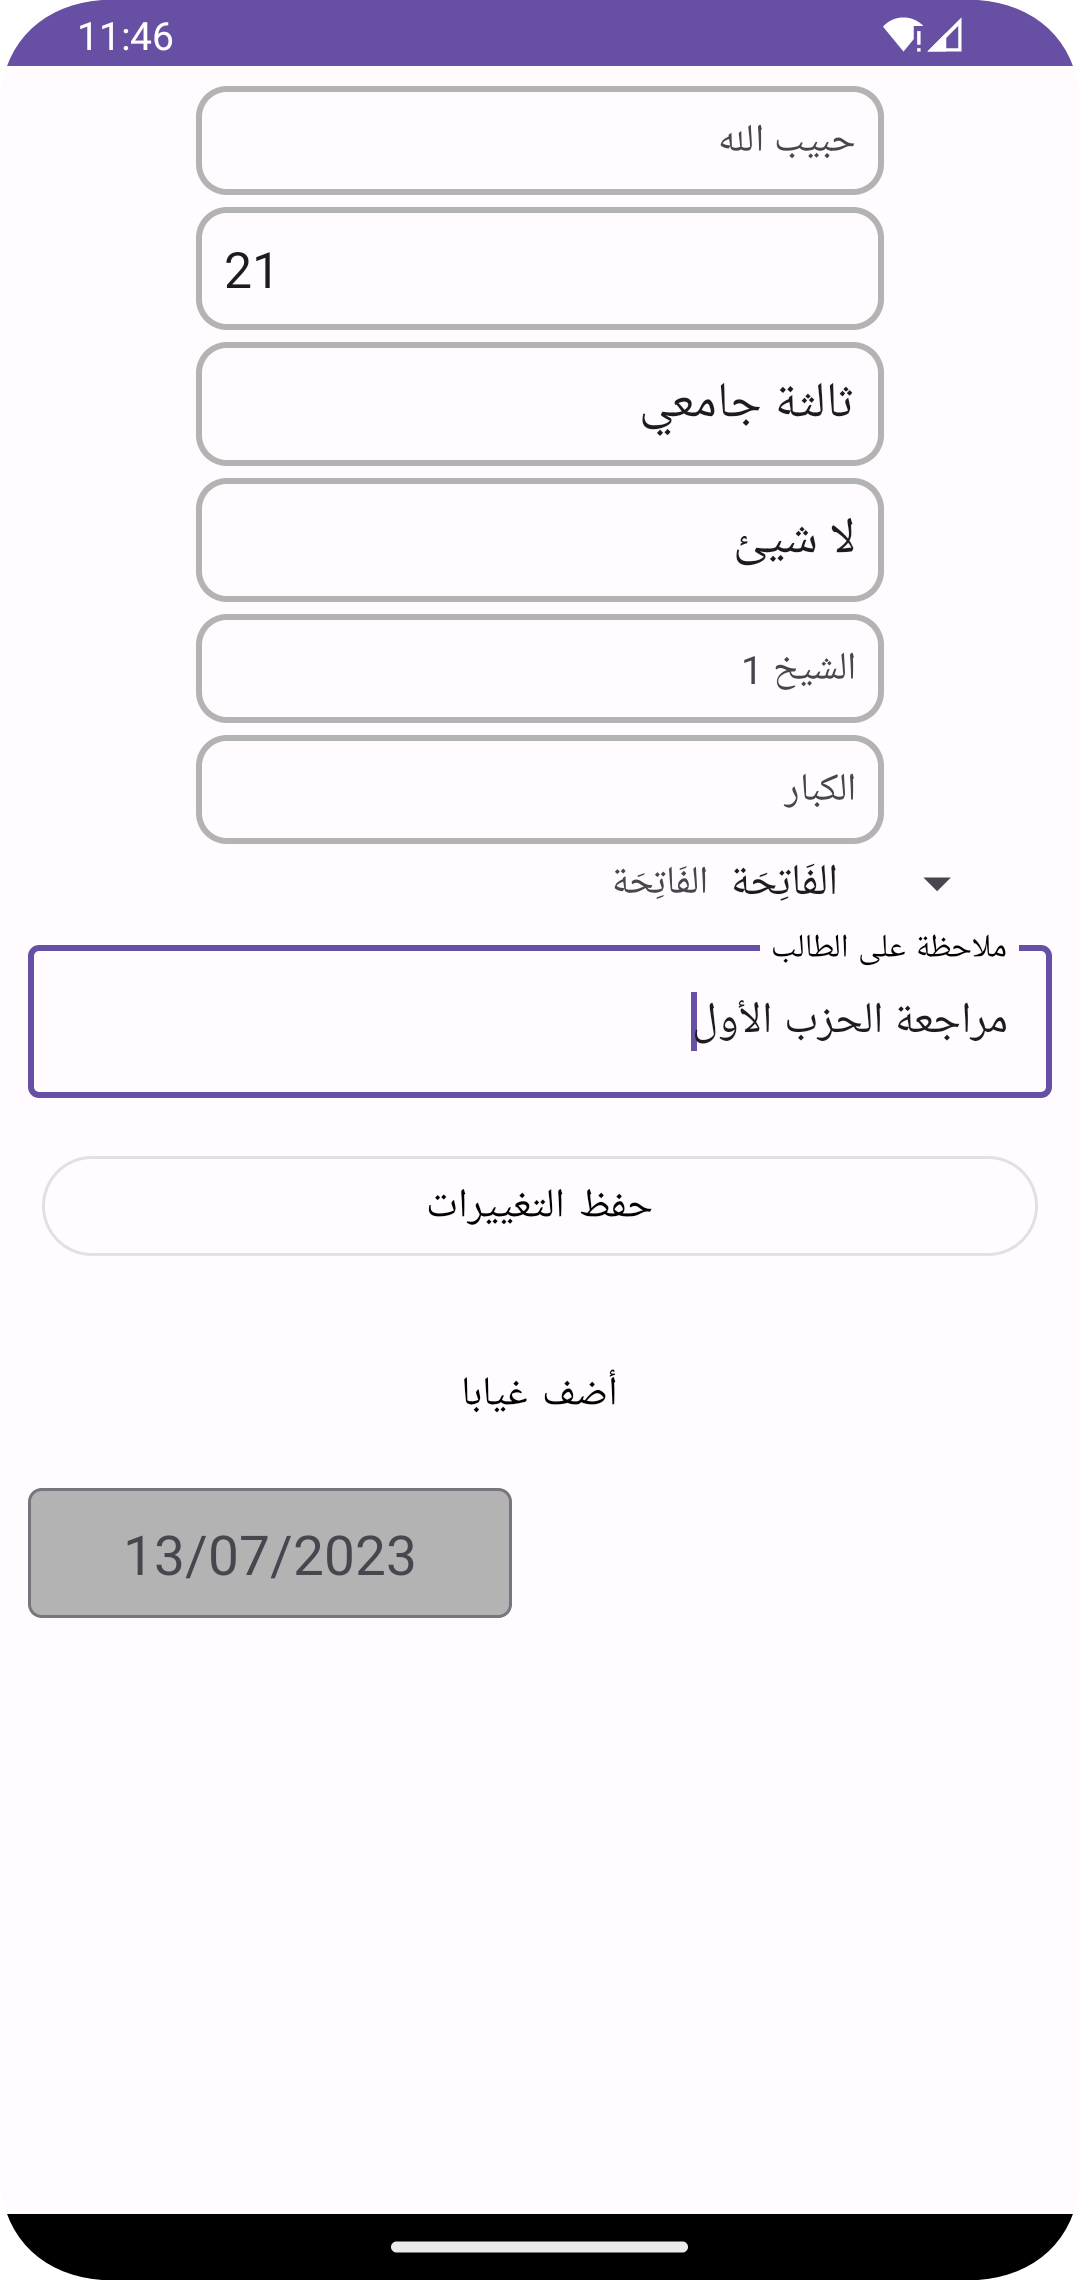 11:46
حبيب الله
21
ثالثة جامعي
لا شيئ
الشيخ 1
الكبار
الفَاتِحَة الفَاتِحَة
ملاحظة على الطالب
مراجعة الحزب الأول
حفظ التغييرات
أضف غيابا
13/07/2023